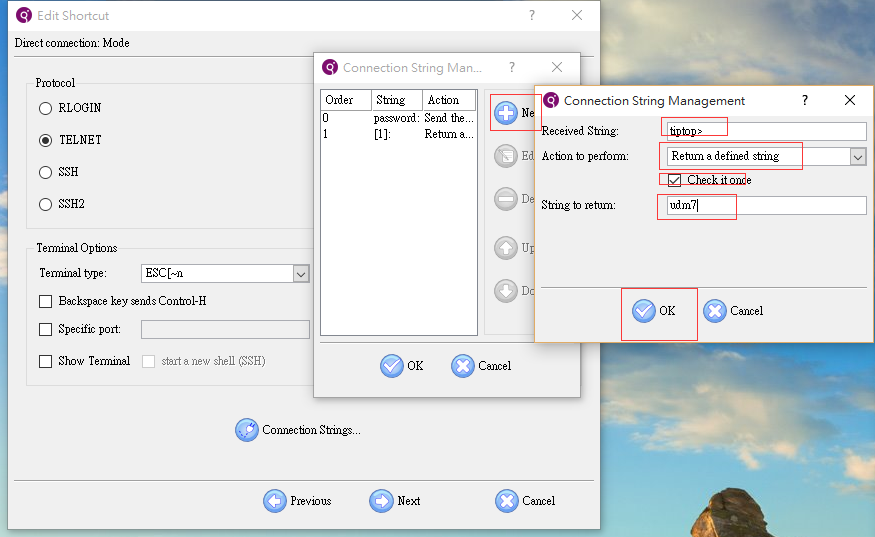 Edit Shortcut
Direct connection: Mode
Protocol
RLOGIN
TELNET
SSH
SSH2
Terminal Options
Terminal type:
ESC[~n
Backspace key sends Control-H
Specific port:
Show Terminal
start a new shell (SSH)
Connection Strings...
Previous
Next
Cancel
Connection String Man...
Order
String
Action
0
password:
Send the...
1
[1]:
Return a...
Ne
Ed
De
Up
Do
OK
Cancel
Connection String Management
Received String:
tiptop>
Action to perform:
Return a defined string
Check it once
String to return:
udm7
OK
Cancel